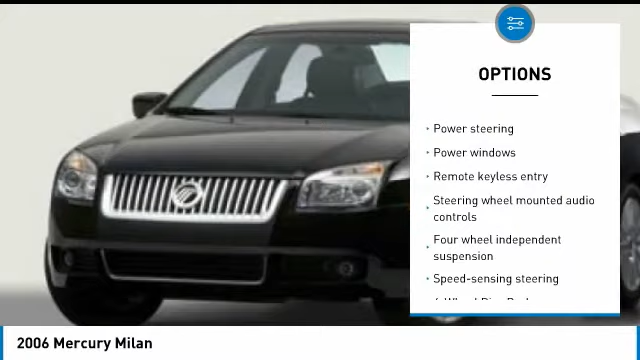 OPTIONS
Power steering
Power windows
Remote keyless entry
Steering wheel mounted audio
controls
Four wheel independent
suspension
Speed-sensing steering
2006 Mercury Milan